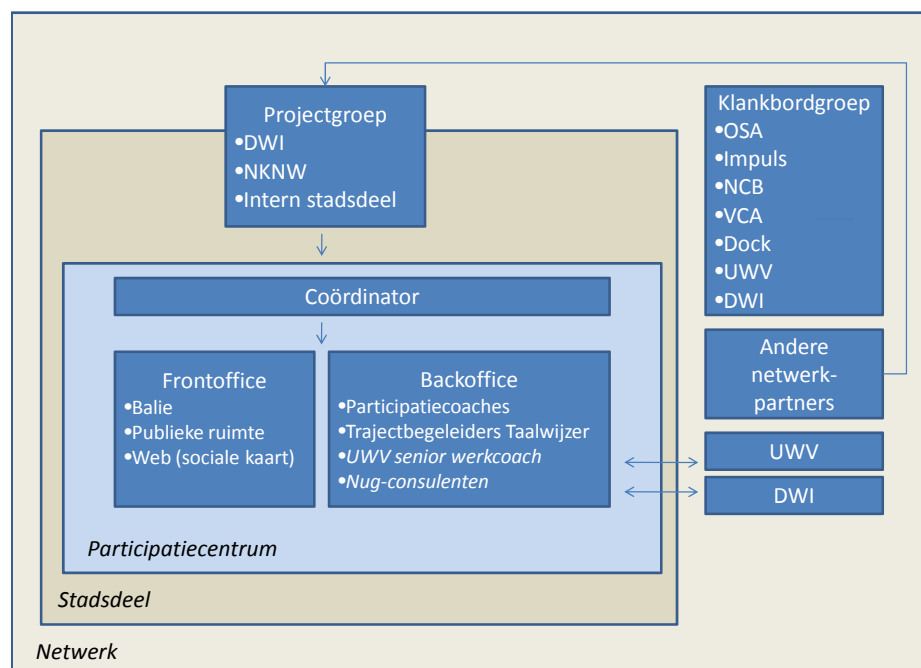 Projectgroep
•DWI
•NKNW
•Intern stadsdeel
Klankbordgroep
•OSA
•Impuls
•NCB
•VCA
•Dock
•UWV
•DWI
Coördinator
Frontoffice
•Balie
•Publieke ruimte
•Web (sociale kaart)
Backoffice
•Participatiecoaches
•Trajectbegeleiders Taalwijzer
•UWV senior werkcoach
•Nug-consulenten
Andere
netwerk-
partners
UWV
DWI
Participatiecentrum
Stadsdeel
Netwerk